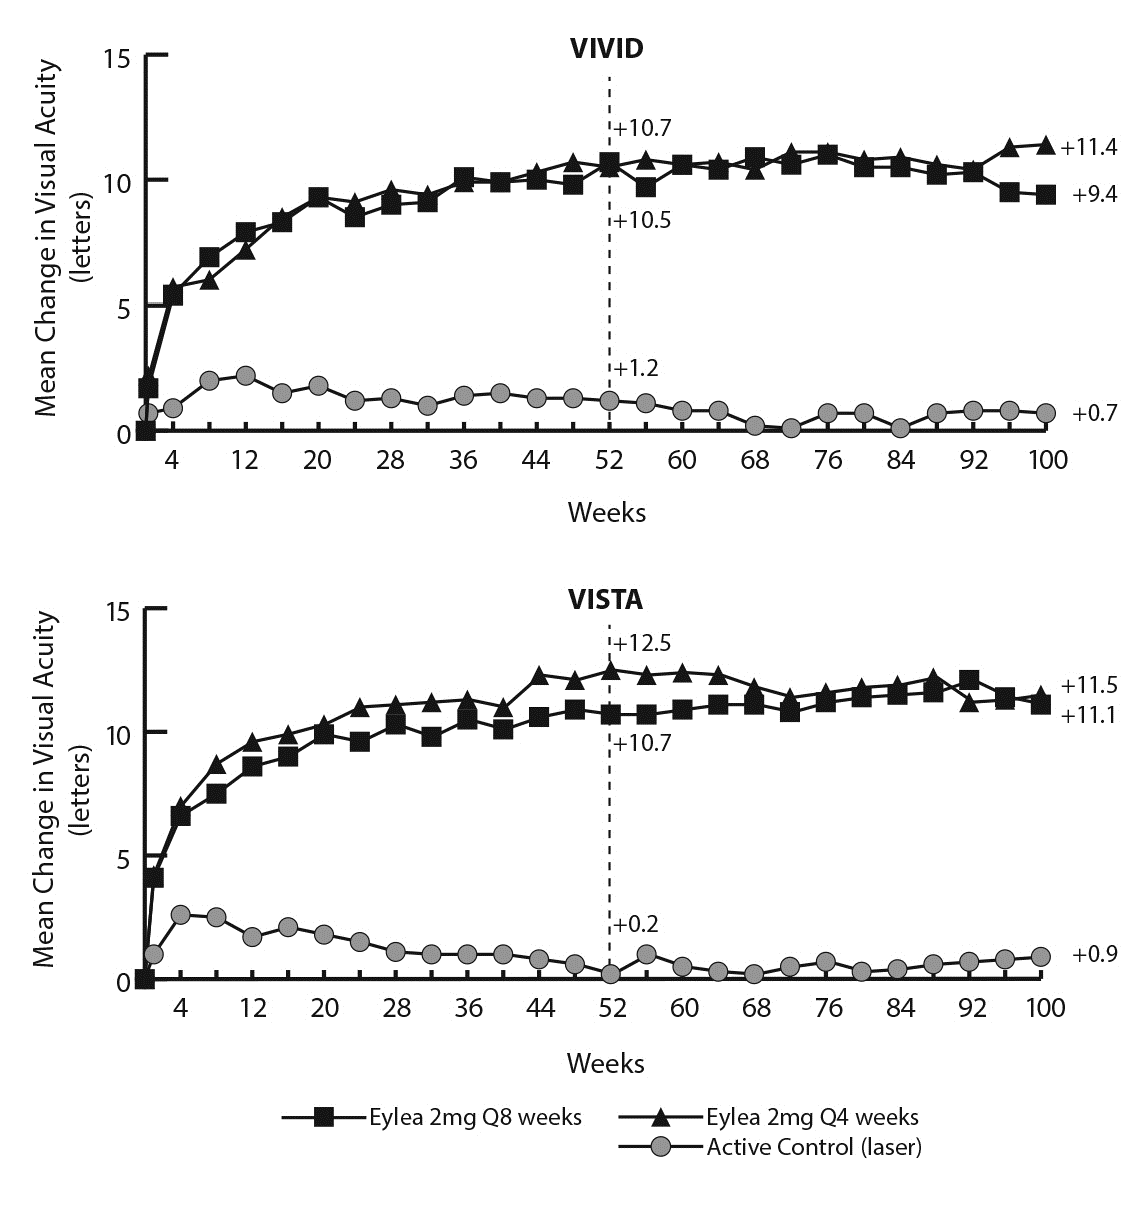 VIVID
Mean Change in Visual Acuity
(letters)
15
10
5
0
+10.7
+10.5
+1.2
+11.4
+9.4
+0.7
4 12 20 28 36 44 52 60 68 76 84 92 100
Weeks
VISTA
Mean Change in Visual Acuity
(letters)
15
10
5
0
+12.5
+10.7
+0.2
+11.5
+11.1
+0.9
4 12 20 28 36 44 52 60 68 76 84 92 100
Weeks
Eylea 2mg Q8 weeks
Eylea 2mg Q4 weeks
Active Control (laser)